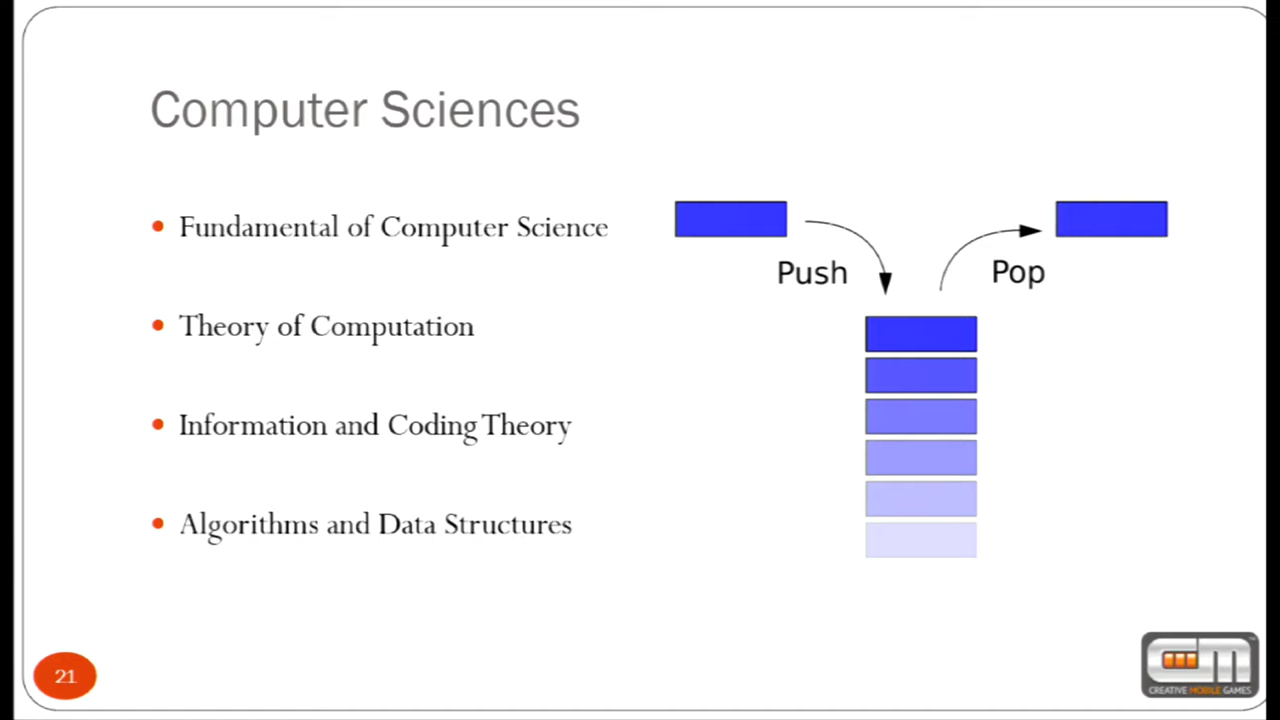 Computer Sciences
Fundamental of Computer Science
Theory of Computation
Information and Coding Theory
Algorithms and Data Structures
Push
Pop
21
CREATIVE MOBILE GAMES